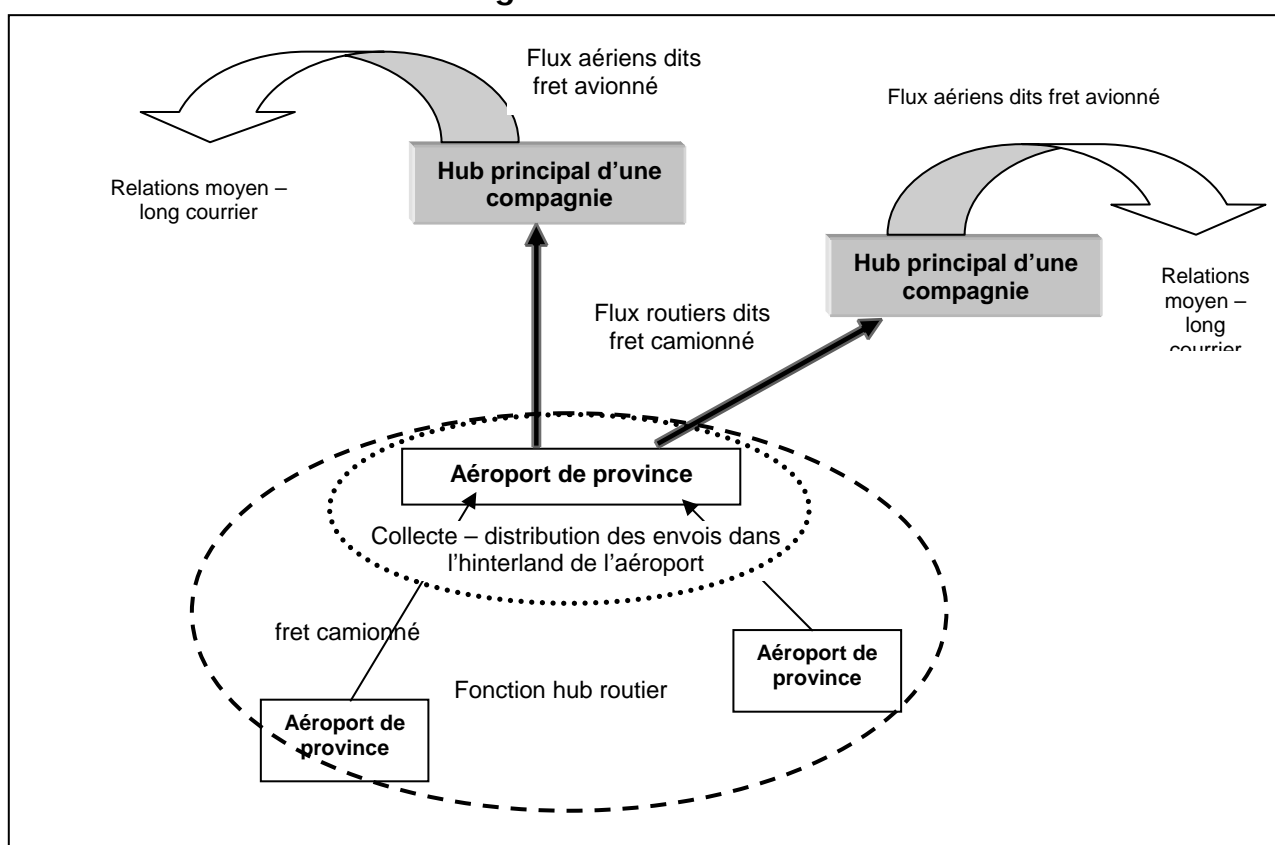 Flux aériens dits
fret avionné
Flux aériens dits fret avionné
Hub principal d'une
compagnie
Relations moyen –
long courrier
Hub principal d'une
compagnie
Relations
moyen –
long
courrier
Flux routiers dits
fret camionné
Aéroport de province
Collecte – distribution des envois dans
l'hinterland de l'aéroport
fret camionné
Aéroport de
province
Fonction hub routier
Aéroport de
province